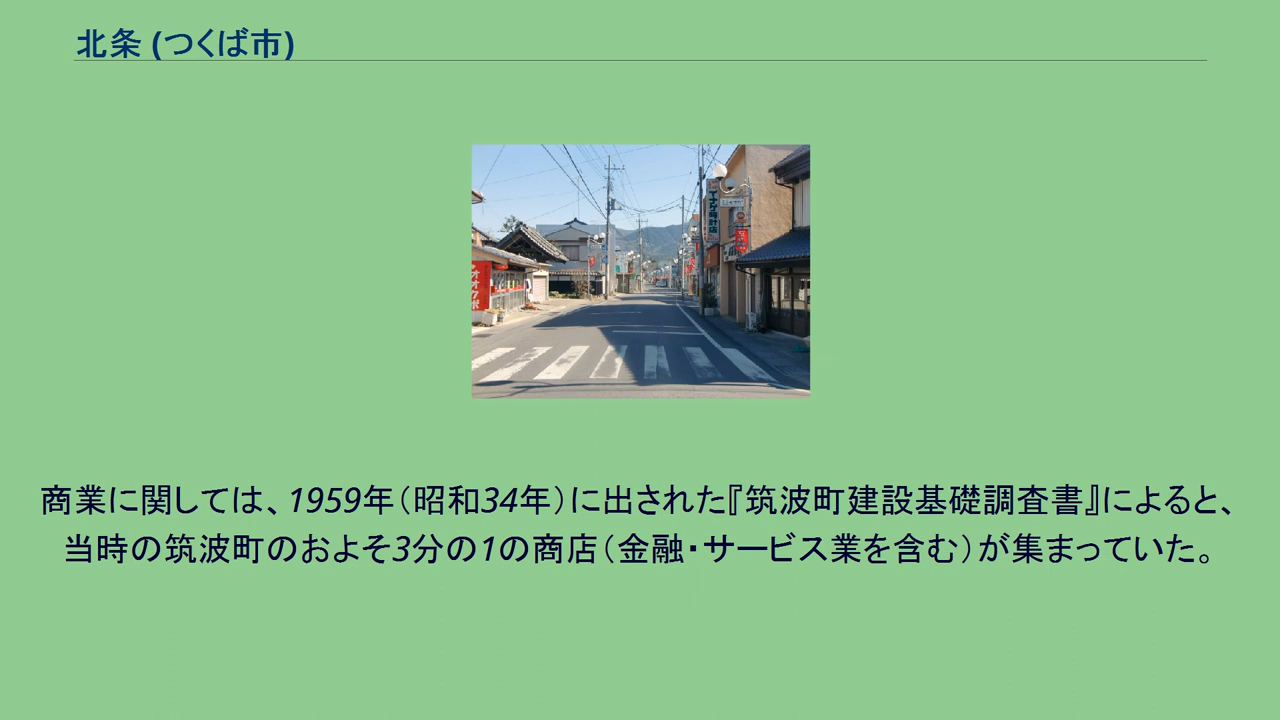 北条 (つくば市)
商業に関しては、1959年（昭和34年）に出された『筑波町建設基礎調査書』によると、
当時の筑波町のおよそ3分の1の商店（金融・サービス業を含む）が集まっていた。